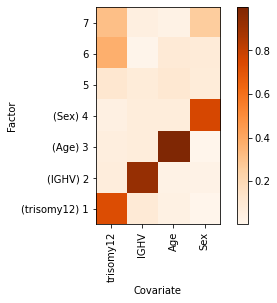 7
6
5
(Sex) 4
(Age) 3
(IGHV) 2
(trisomy12) 1
Factor
trisomy12
IGHV
Age
Sex
Covariate
0.8
0.6
0.4
0.2